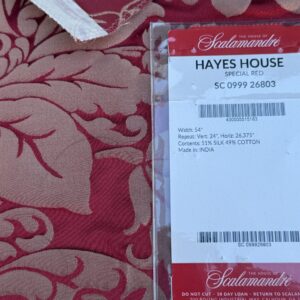 THE HOUSE OF
Scalamandré
HAYES HOUSE
SPECIAL RED
SC 0999 26803
Width: 54"
Repeat: Vert: 24", Horiz: 26.375"
Contents: 51% SILK 49% COTTON
Made in: INDIA
SC 099926803
THE HOUSE OF
Scalamandré
DO NOT CUT - 30 DAY LOAN - RETURN TO SCALA